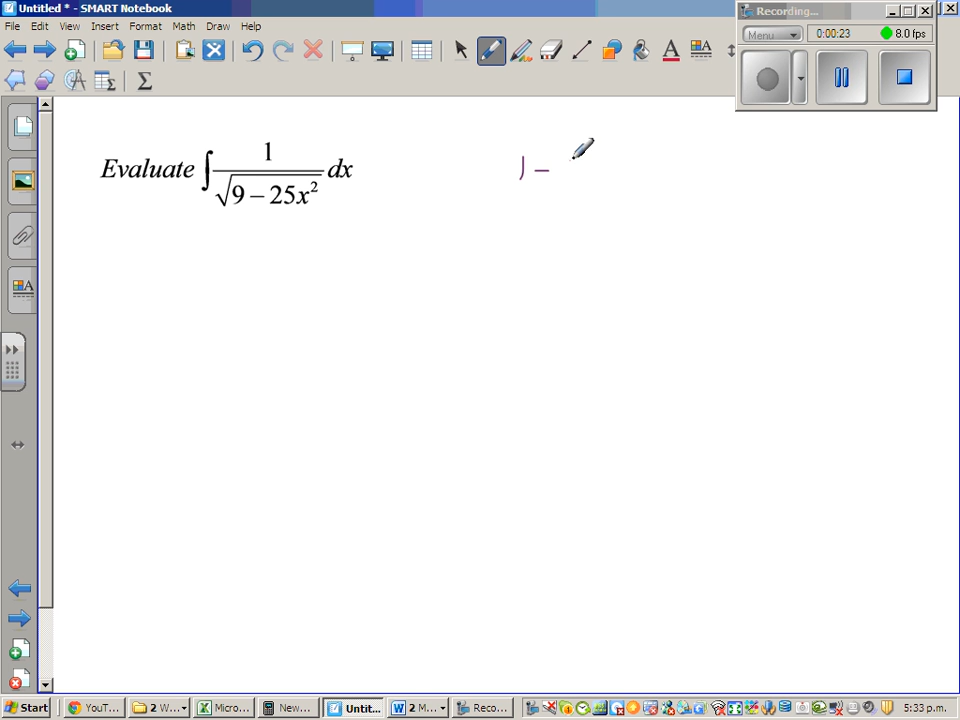 Untitled * - SMART Notebook
Recording...
File Edit View Insert Format Math Draw Help
Menu 0:00:23 8.0 fps
Evaluate ∫ 1/√(9 – 25x²) dx
1 –
Start YouT... 2 W... Micro... New... Untit... 2 M... Reco... 5:33 p.m.